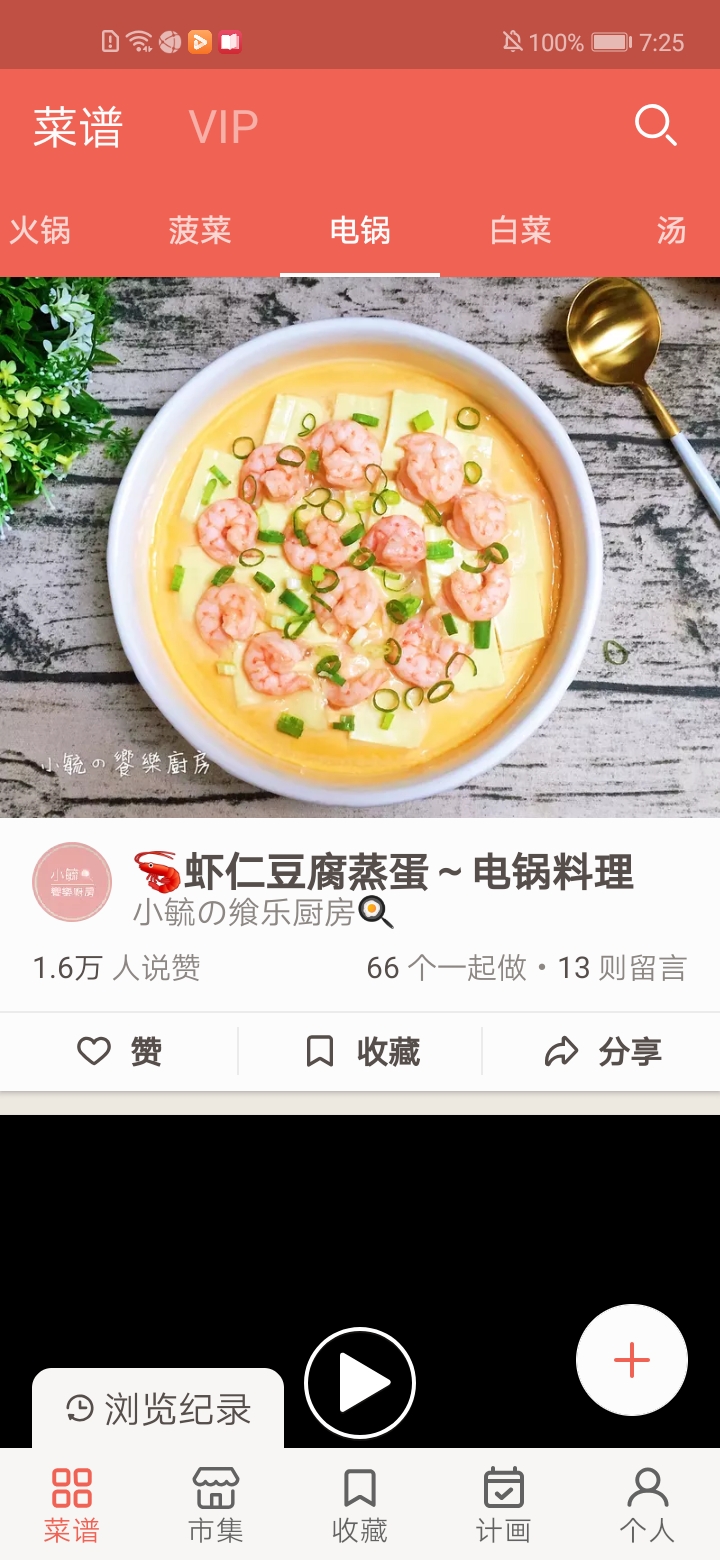 100% 7:25
菜谱 VIP
火锅 菠菜 电锅 白菜 汤
小毓の饗樂廚房
小毓
饗樂廚房
虾仁豆腐蒸蛋～电锅料理
小毓の飨乐厨房
1.6万 人说赞 66 个一起做・13 则留言
赞 收藏 分享
浏览纪录
菜谱 市集 收藏 计画 个人